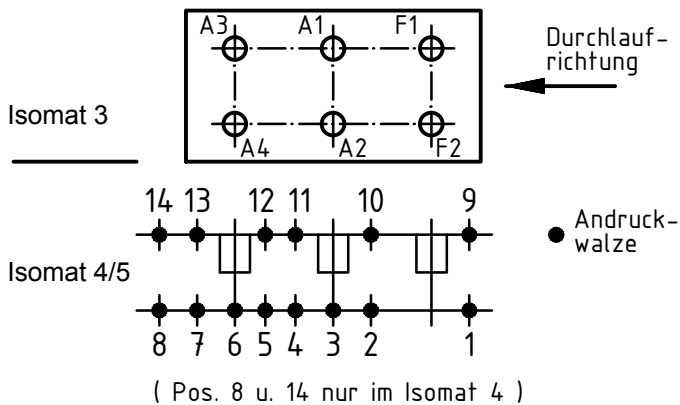 A3 A1 F1
Durchlauf-
richtung
Isomat 3
A4 A2 F2
14 13 12 11 10 9
Andruck-
walze
Isomat 4/5
8 7 6 5 4 3 2 1
( Pos. 8 u. 14 nur im Isomat 4 )